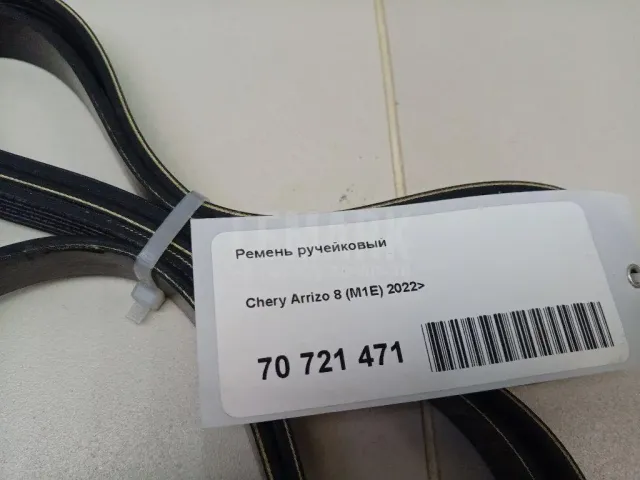 Ремень ручейковый
Chery Arrizo 8 (M1E) 2022>
70 721 471